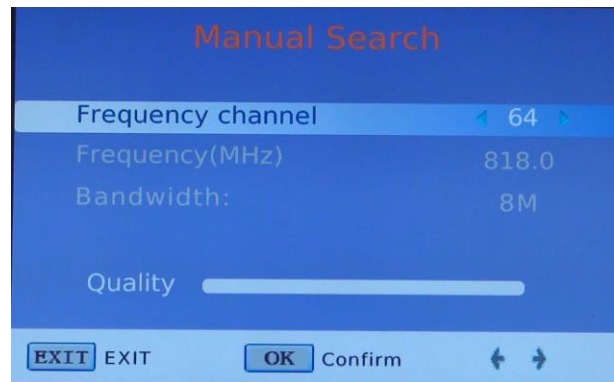 Manual Search
Frequency channel 64
Frequency(MHz) 818.0
Bandwidth: 8M
Quality
EXIT EXIT OK Confirm